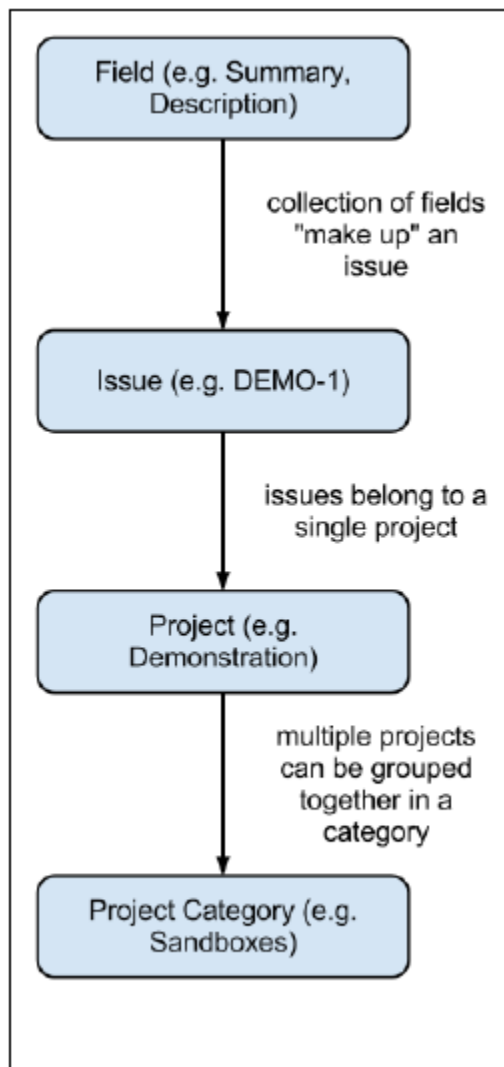 Field (e.g. Summary,
Description)
collection of fields
"make up" an
issue
Issue (e.g. DEMO-1)
issues belong to a
single project
Project (e.g.
Demonstration)
multiple projects
can be grouped
together in a
category
Project Category (e.g.
Sandboxes)